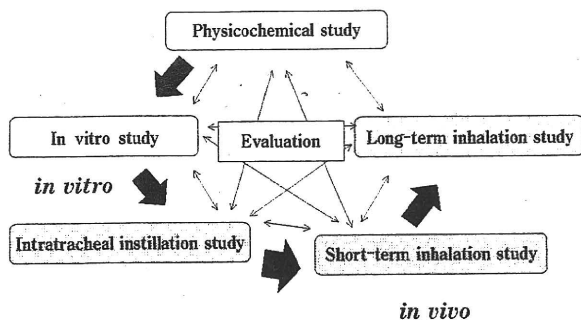 Physicochemical study
In vitro study
Evaluation
Long-term inhalation study
in vitro
Intratracheal instillation study
Short-term inhalation study
in vivo